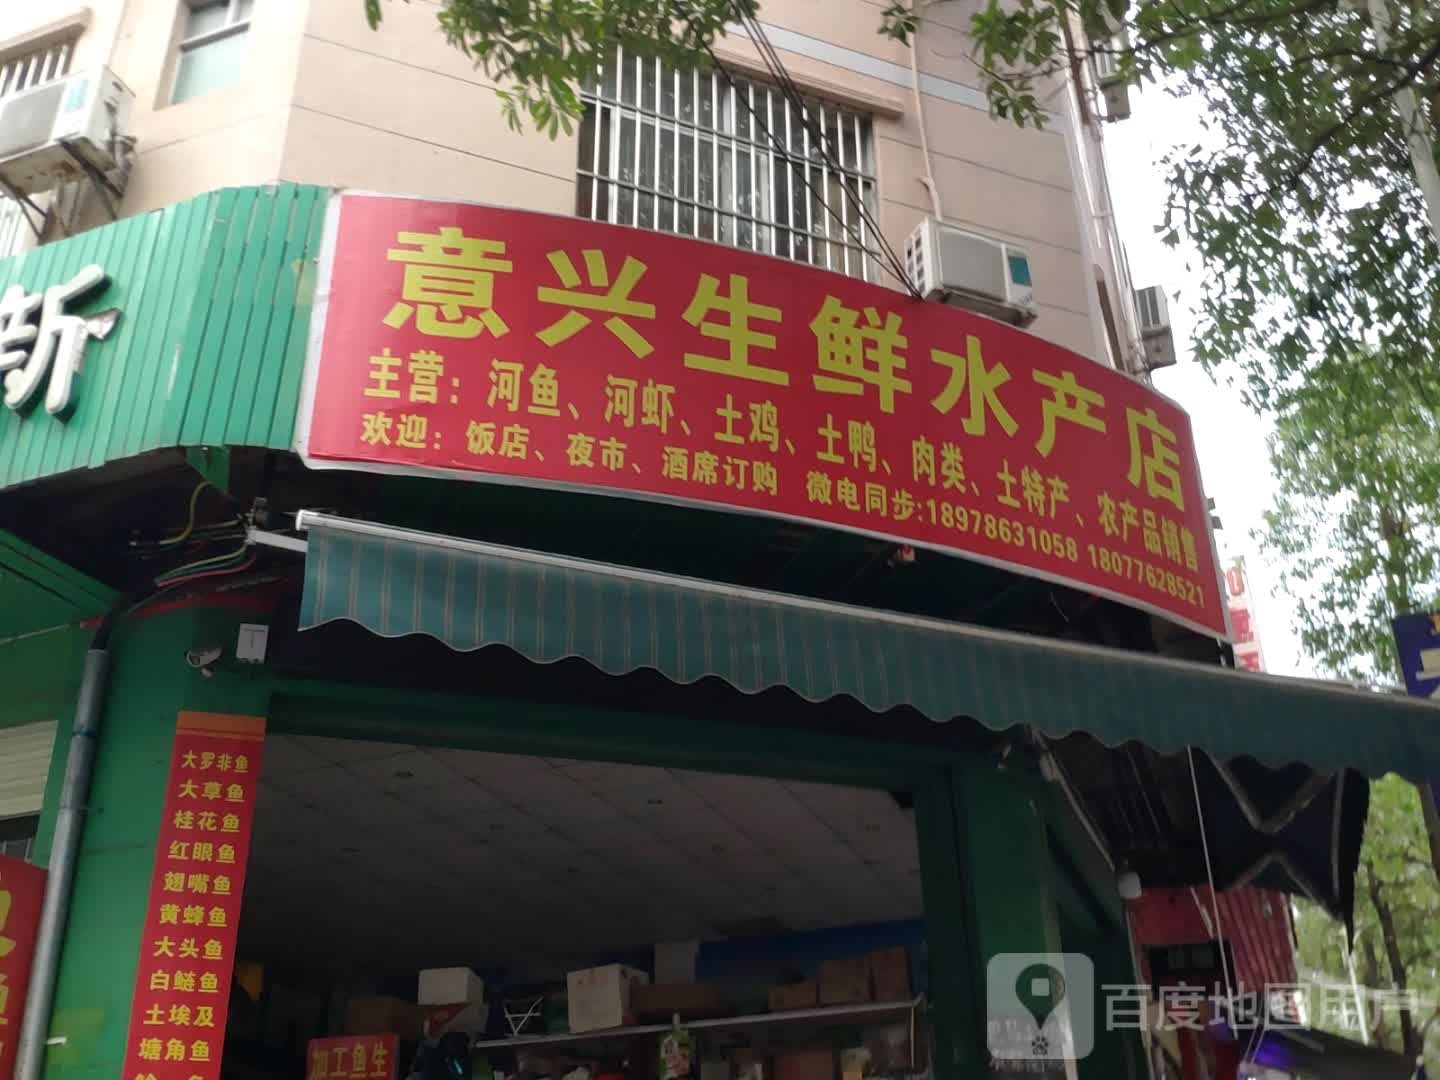 新
意兴生鲜水产店
主营：河鱼、河虾、土鸡、土鸭、肉类、土特产、农产品销售
欢迎：饭店、夜市、酒席订购 微电同步:18978631058 18077628521
大罗非鱼
大草鱼
桂花鱼
红眼鱼
翅嘴鱼
黄蜂鱼
大头鱼
白鲢鱼
土埃及
塘角鱼
加工鱼生
百度地图用户